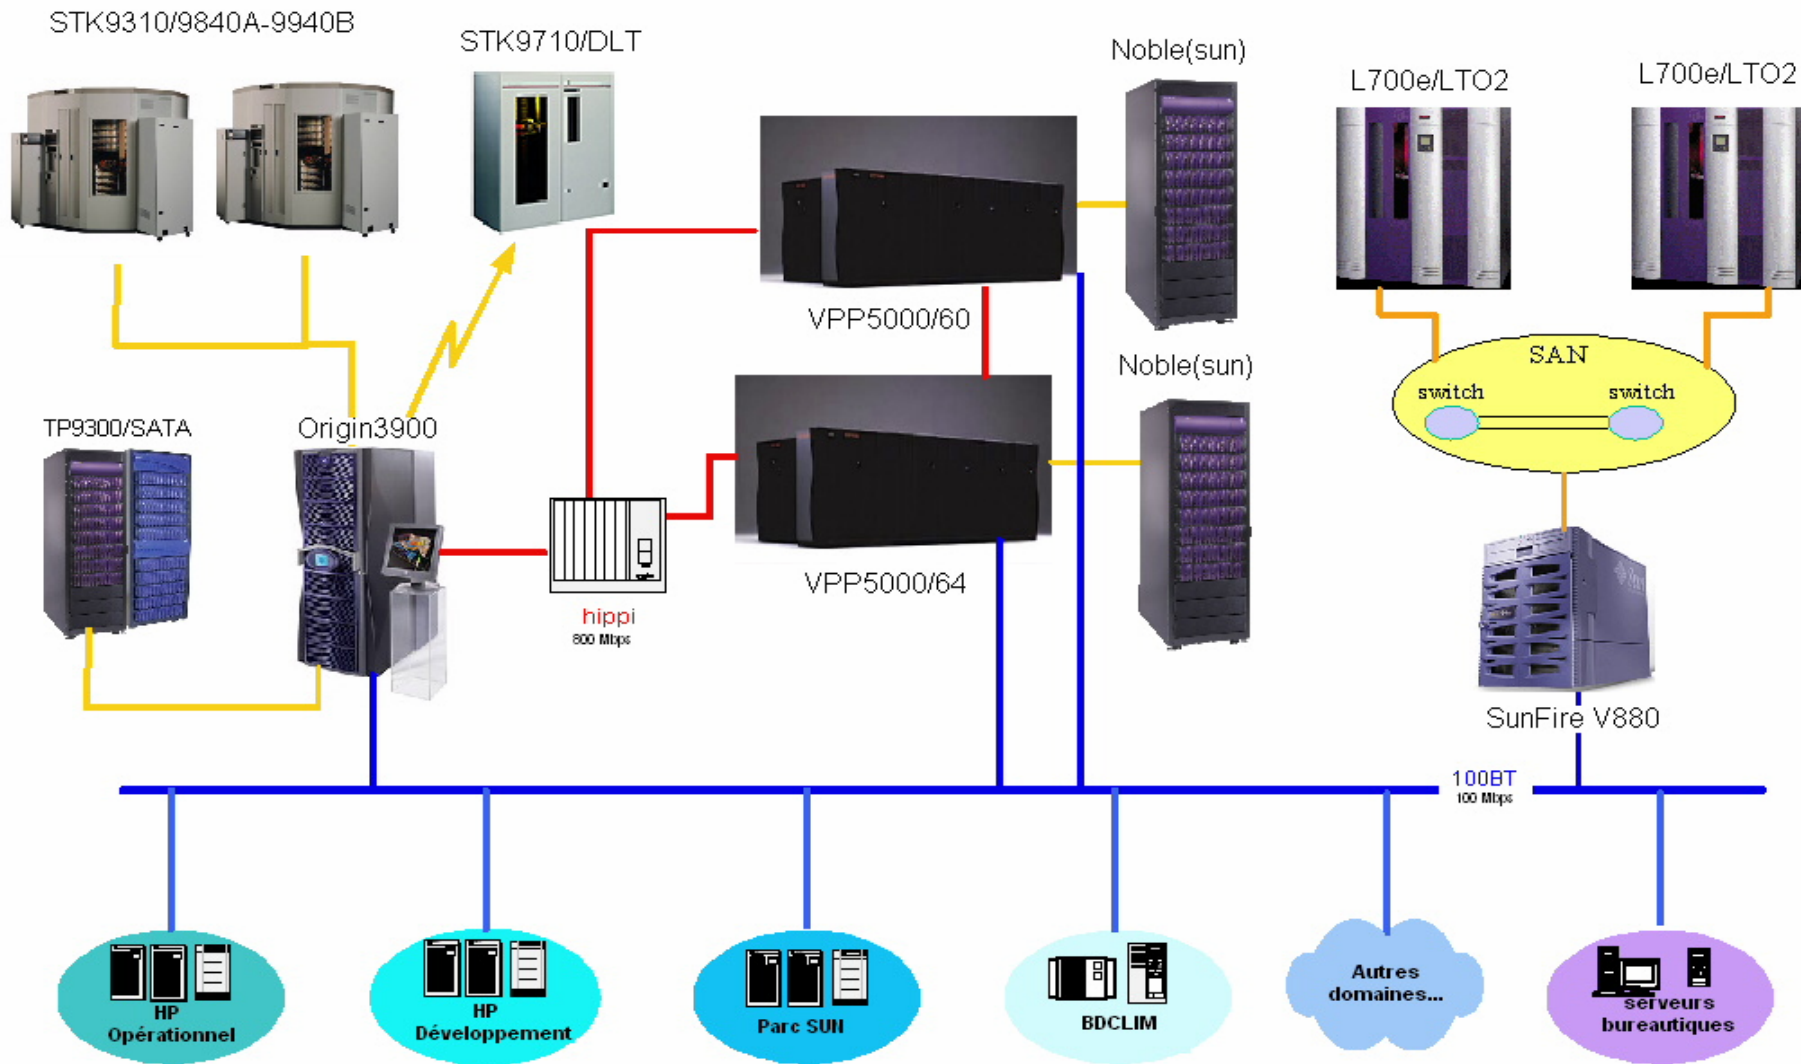 STK9310/9840A-9940B
STK9710/DLT
Noble(sun)
L700e/LTO2
L700e/LTO2
VPP5000/60
SAN
switch
switch
Noble(sun)
TP9300/SATA
Origin3900
VPP5000/64
hippi
800 Mbps
SunFire V880
100BT
100 Mbps
HP
Opérationnel
HP
Développement
Parc SUN
BDCLIM
Autres
domaines...
serveurs
bureautiques